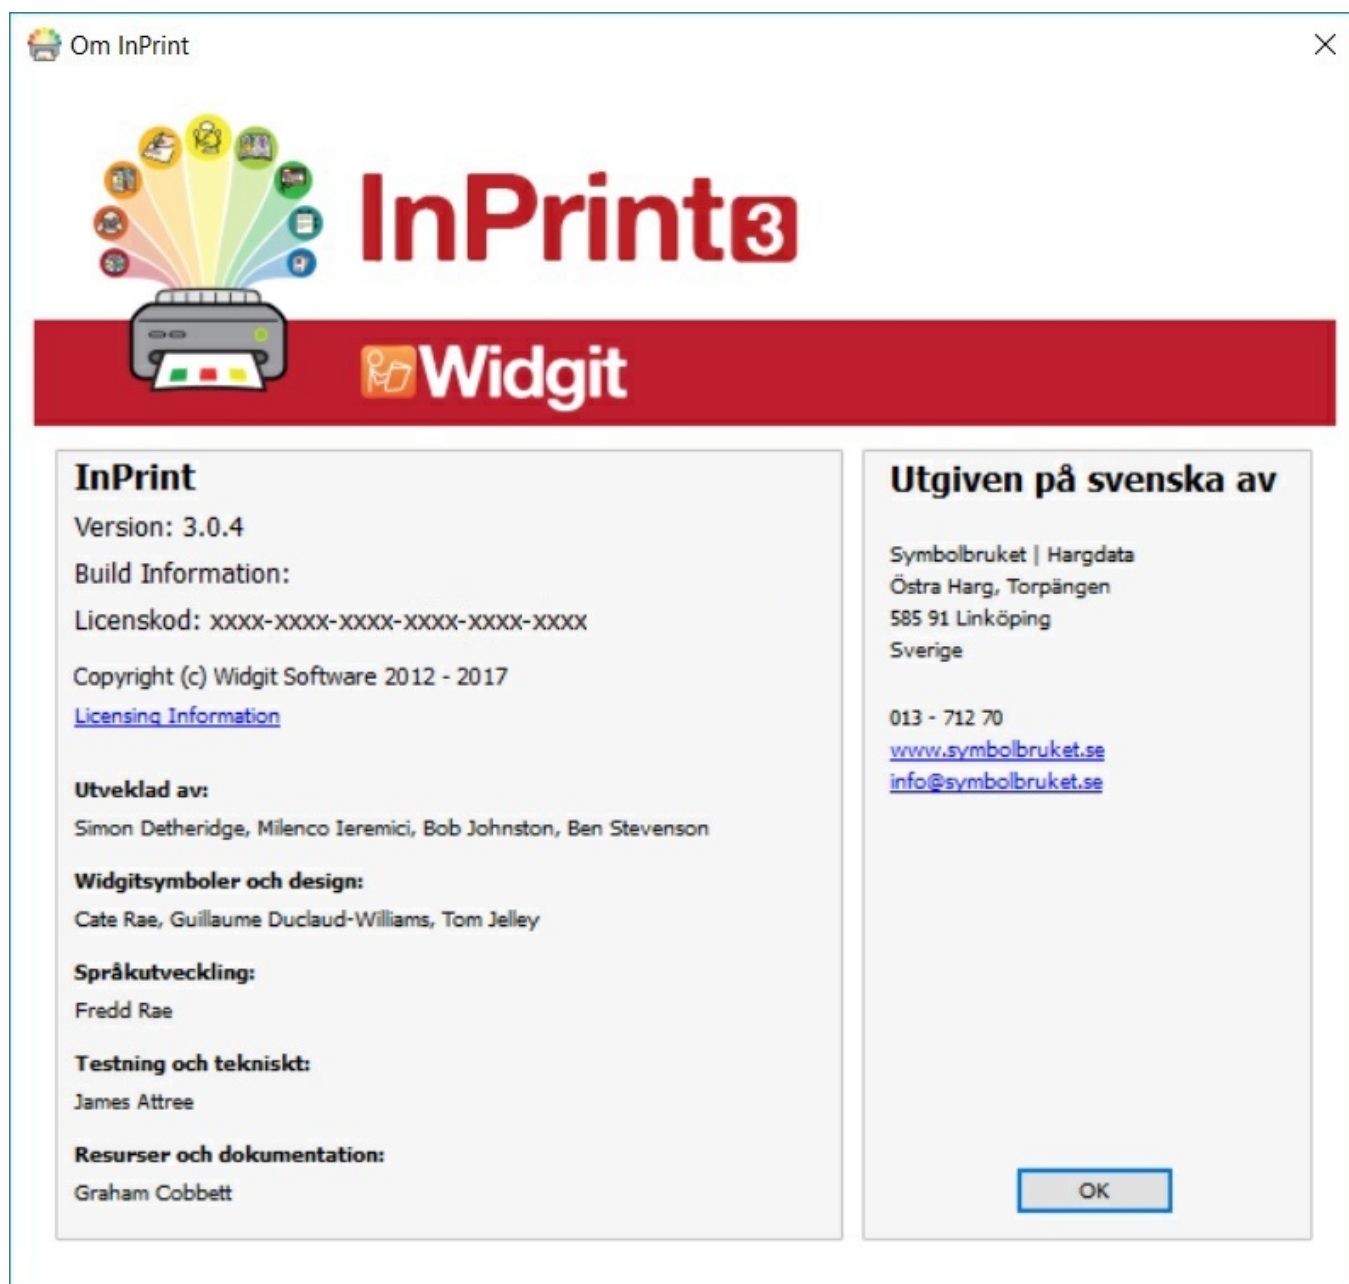 Om InPrint
InPrint 3
Widgit
InPrint
Version: 3.0.4
Build Information:
Licenskod: xxxx-xxxx-xxxx-xxxx-xxxx-xxxx
Copyright (c) Widgit Software 2012 - 2017
Licensing Information
Utveklad av:
Simon Detheridge, Milenco Ieremici, Bob Johnston, Ben Stevenson
Widgitsymboler och design:
Cate Rae, Guillaume Duclaud-Williams, Tom Jelley
Språkutveckling:
Fredd Rae
Testning och tekniskt:
James Attree
Resurser och dokumentation:
Graham Cobbett
Utgiven på svenska av
Symbolbruket | Hargdata
Östra Harg, Torpängen
585 91 Linköping
Sverige
013 - 712 70
www.symbolbruket.se
info@symbolbruket.se
OK